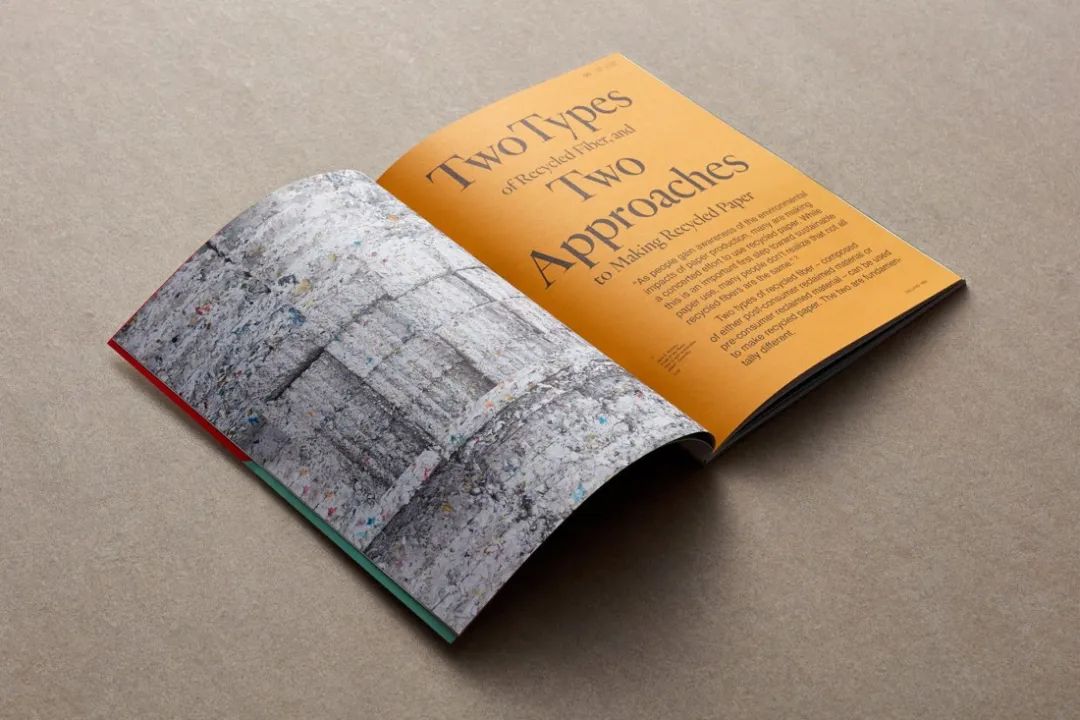 Two Types
of Recycled Fiber, and
Two
Approaches
to Making Recycled Paper
As people gain awareness of the environmental
impacts of paper production, many are making
a concerted effort to use recycled paper. While
this is an important first step toward sustainable
paper use, many people don't realize that not all
recycled fibers are the same.
Two types of recycled fiber – composed
of either post-consumer reclaimed material or
pre-consumer reclaimed material – can be used
to make recycled paper. The two are fundamen-
tally different.